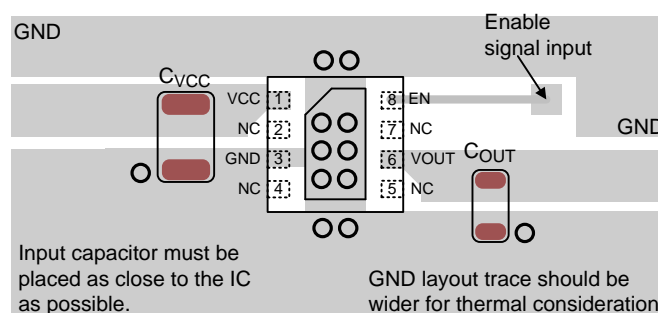 GND
Enable
signal input
CVCC
VCC 1
8 EN
NC 2
7 NC
GND
GND 3
6 VOUT
COUT
NC 4
5 NC
Input capacitor must be
placed as close to the IC
as possible.
GND layout trace should be
wider for thermal consideration